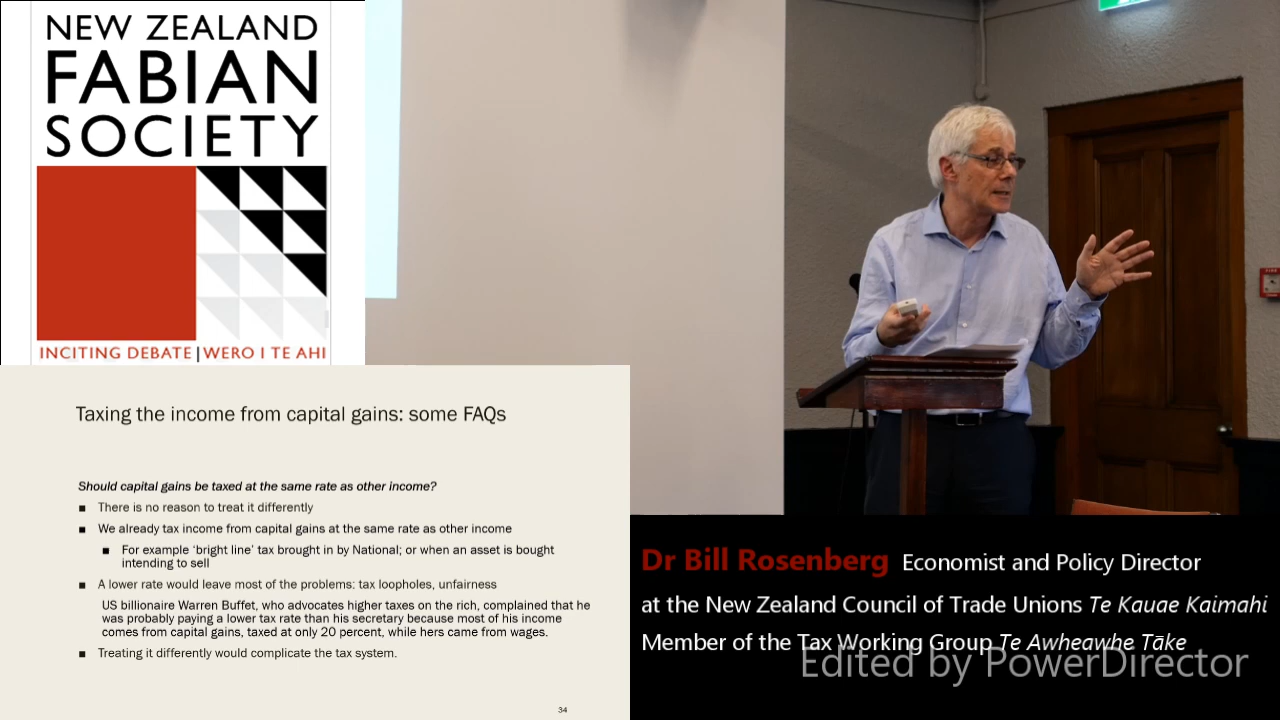 NEW ZEALAND
FABIAN
SOCIETY
INCITING DEBATE | WERO I TE AHI
Taxing the income from capital gains: some FAQs
Should capital gains be taxed at the same rate as other income?
■ There is no reason to treat it differently
■ We already tax income from capital gains at the same rate as other income
■ For example ‘bright line’ tax brought in by National; or when an asset is bought
intending to sell
■ A lower rate would leave most of the problems: tax loopholes, unfairness
US billionaire Warren Buffet, who advocates higher taxes on the rich, complained that he
was probably paying a lower tax rate than his secretary because most of his income
comes from capital gains, taxed at only 20 percent, while hers came from wages.
■ Treating it differently would complicate the tax system.
34
Dr Bill Rosenberg Economist and Policy Director
at the New Zealand Council of Trade Unions Te Kauae Kaimahi
Member of the Tax Working Group Te Awheawhe Tāke
Edited by PowerDirector